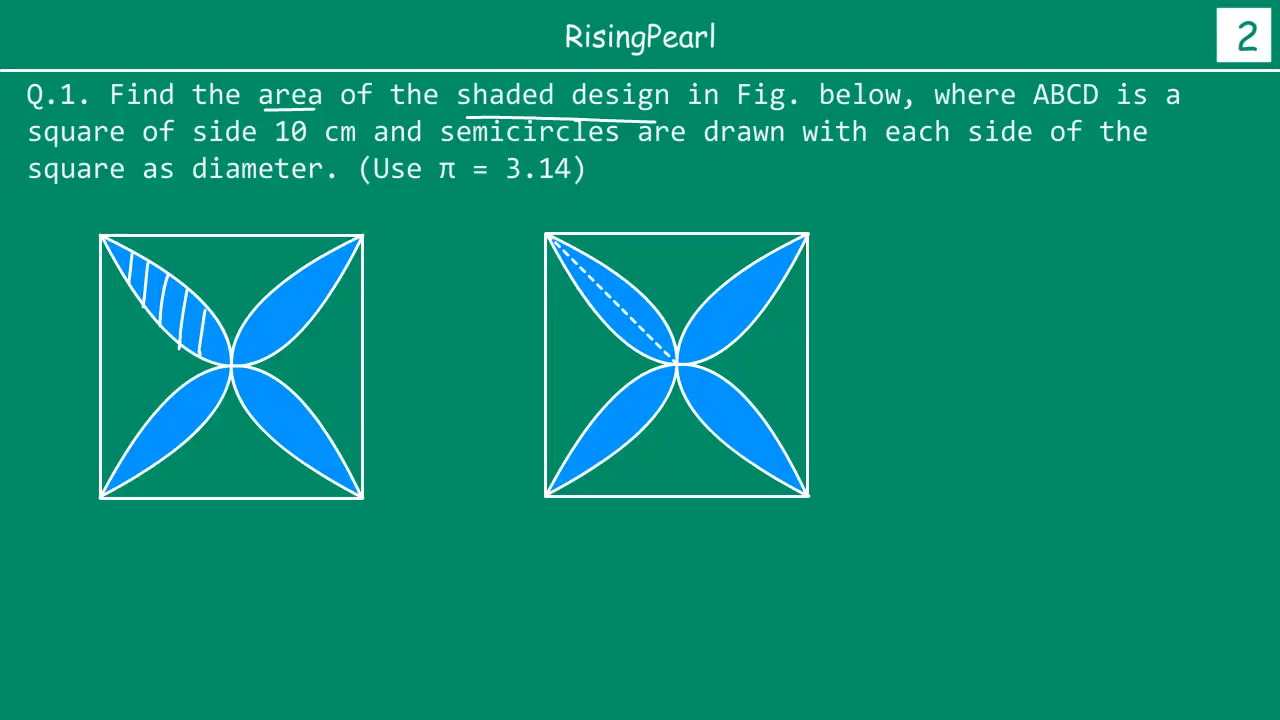 RisingPearl
2
Q.1. Find the area of the shaded design in Fig. below, where ABCD is a
square of side 10 cm and semicircles are drawn with each side of the
square as diameter. (Use π = 3.14)